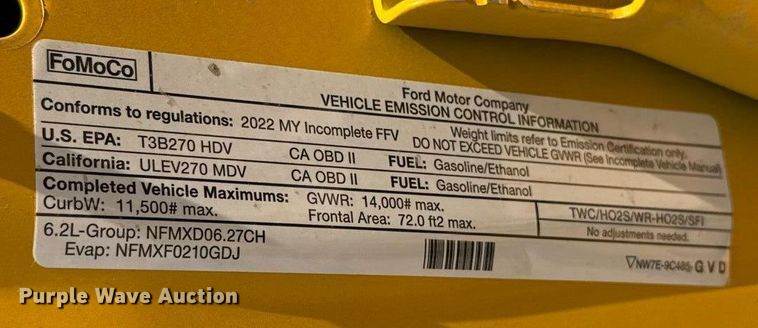 FoMoCo
Ford Motor Company
VEHICLE EMISSION CONTROL INFORMATION
Conforms to regulations: 2022 MY Incomplete FFV
Weight limits refer to Emission Certification only.
DO NOT EXCEED VEHICLE GVWR (See Incomplete Vehicle Manual)
U.S. EPA: T3B270 HDV CA OBD II FUEL: Gasoline/Ethanol
California: ULEV270 MDV CA OBD II FUEL: Gasoline/Ethanol
Completed Vehicle Maximums: GVWR: 14,000# max.
CurbW: 11,500# max. Frontal Area: 72.0 ft2 max.
TWC/HO2S/WR-HO2S/SFI
No adjustments needed.
6.2L-Group: NFMXD06.27CH
Evap: NFMXF0210GDJ
NW7E-9C485- G V D
Purple Wave Auction